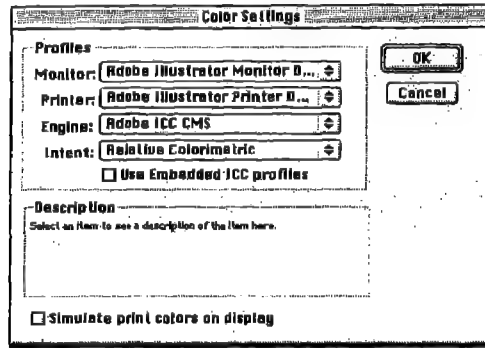 Color Settings
Profiles
Monitor: Adobe Illustrator Monitor D...
Printer: Adobe Illustrator Printer D...
Engine: Adobe ICC CMS
Intent: Relative Colorimetric
Use Embedded ICC profiles
OK
Cancel
Description
Select an item to see a description of the item here.
Simulate print colors on display